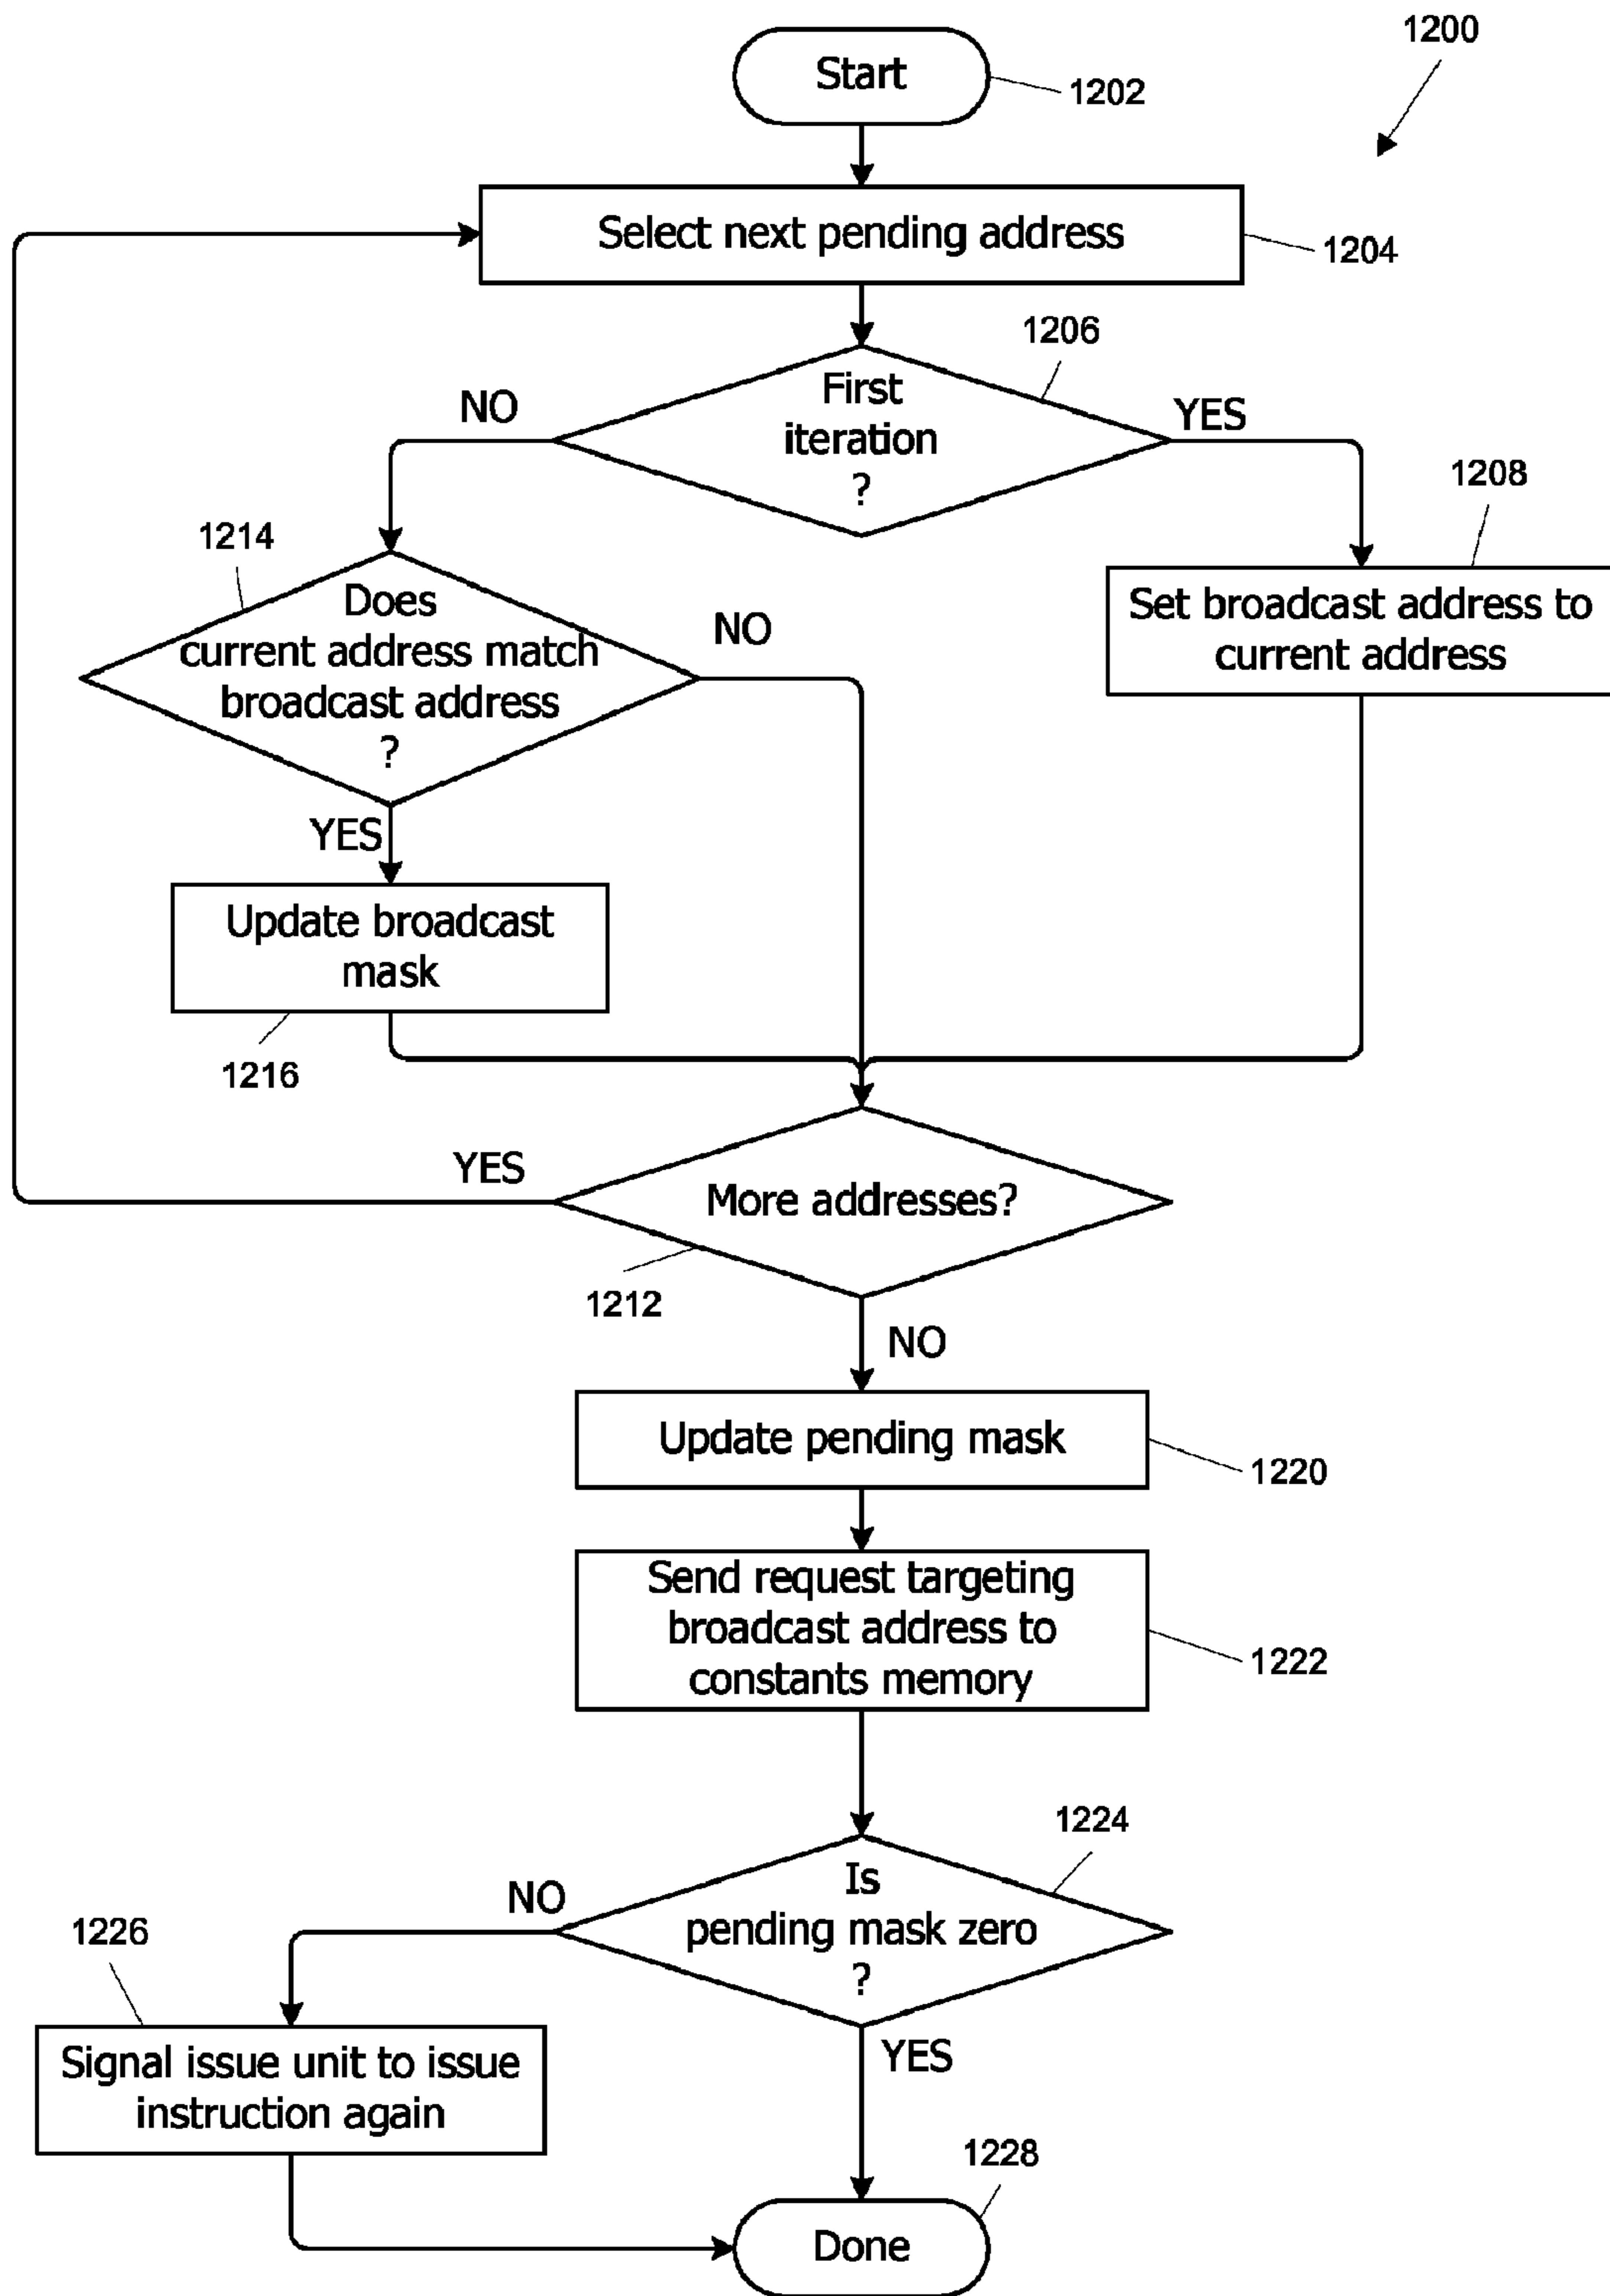 1200
Start
1202
Select next pending address
1204
1206
First
iteration
?
NO
YES
1208
Set broadcast address to
current address
1214
Does
current address match
broadcast address
?
NO
YES
Update broadcast
mask
1216
YES
More addresses?
1212
NO
Update pending mask
1220
Send request targeting
broadcast address to
constants memory
1222
1224
Is
pending mask zero
?
NO
1226
YES
Signal issue unit to issue
instruction again
1228
Done